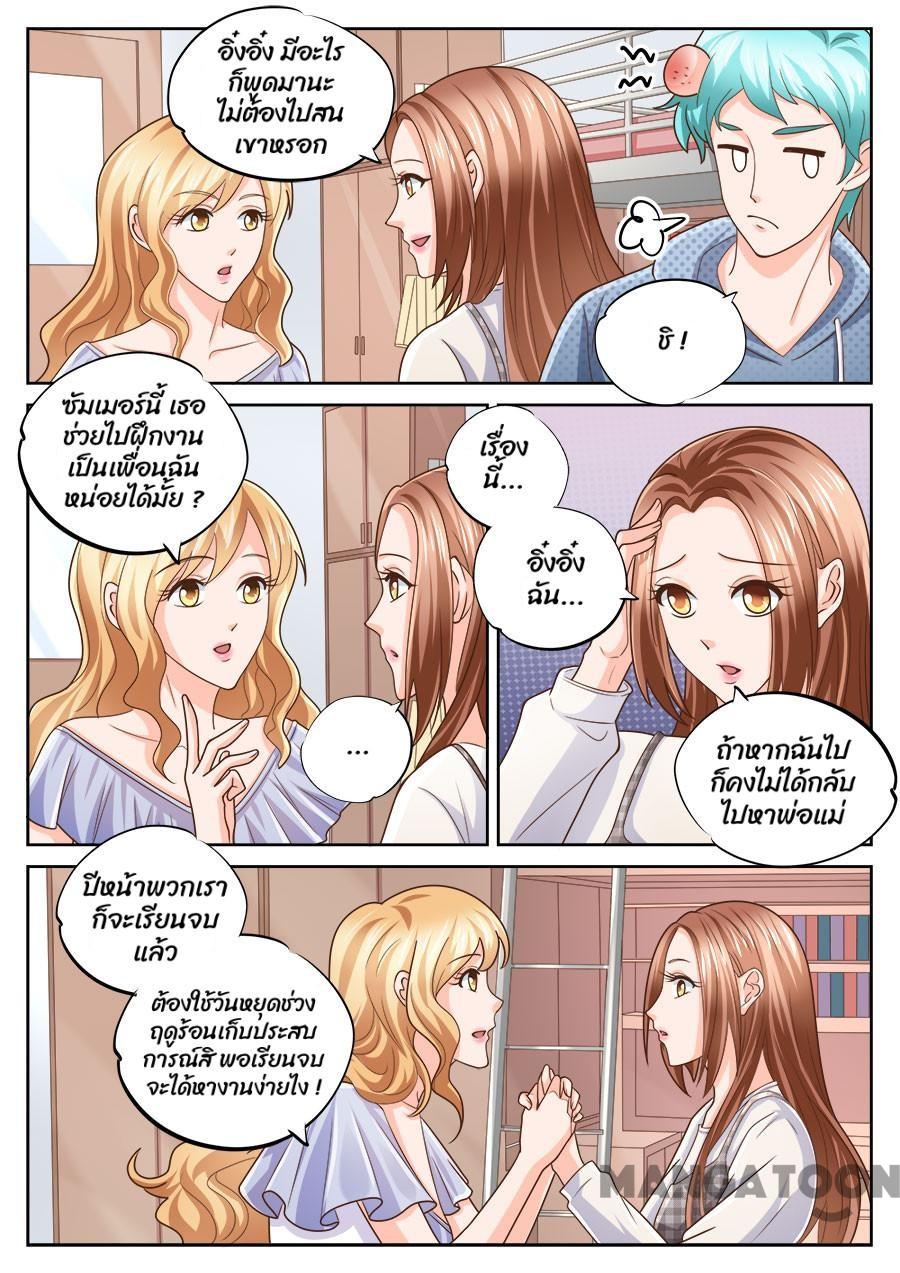 อิ๋งอิ๋ง มีอะไร
ก็พูดมานะ
ไม่ต้องไปสน
เขาหรอก
ชิ !
ซัมเมอร์นี้ เธอ
ช่วยไปฝึกงาน
เป็นเพื่อนฉัน
หน่อยได้มั้ย ?
...
เรื่อง
นี้...
อิ๋งอิ๋ง
ฉัน...
ถ้าหากฉันไป
ก็คงไม่ได้กลับ
ไปหาพ่อแม่
ปีหน้าพวกเรา
ก็จะเรียนจบ
แล้ว
ต้องใช้วันหยุดช่วง
ฤดูร้อนเก็บประสบ
การณ์สิ พอเรียนจบ
จะได้หางานง่ายไง !
MANGATOON